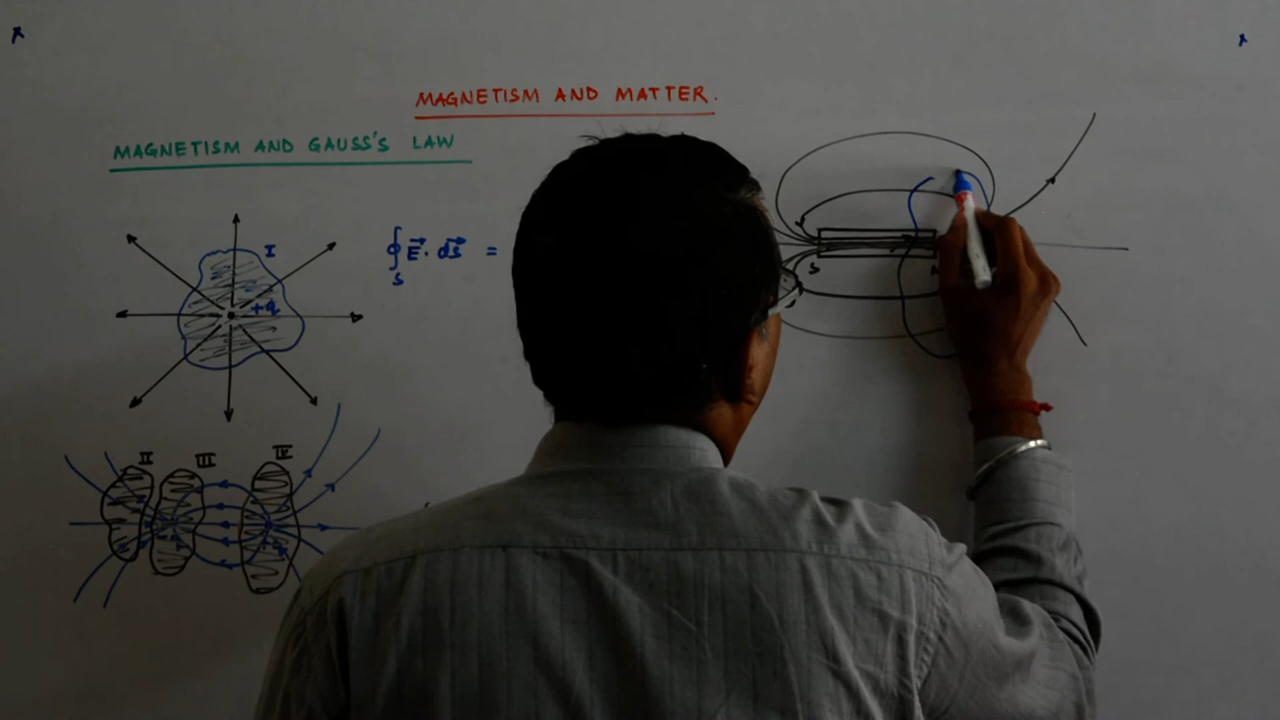 MAGNETISM AND MATTER.
MAGNETISM AND GAUSS'S LAW
I
+q
∮ E⃗ · ds⃗ =
S
II III IV
S